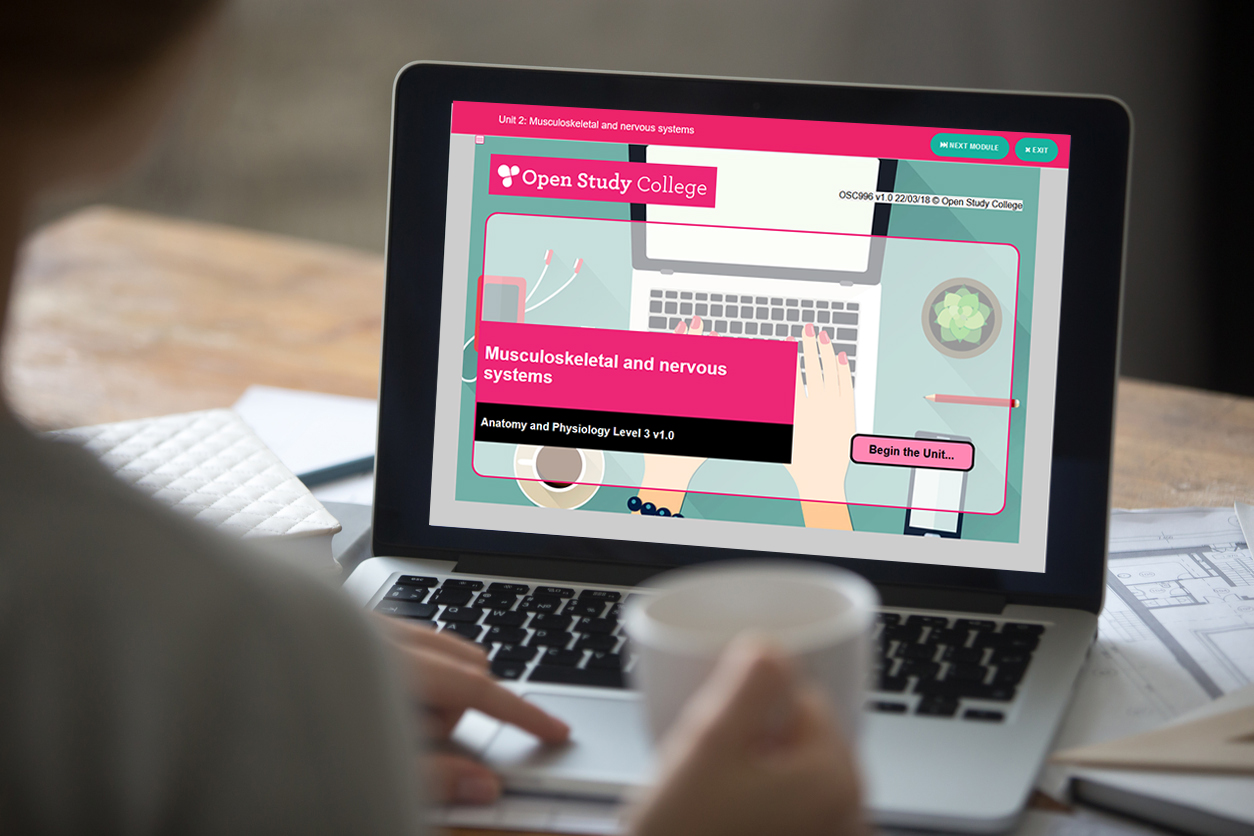 Unit 2: Musculoskeletal and nervous systems
NEXT MODULE
EXIT
Open Study College
OSC996 v1.0 22/03/18 © Open Study College
Musculoskeletal and nervous
systems
Anatomy and Physiology Level 3 v1.0
Begin the Unit...